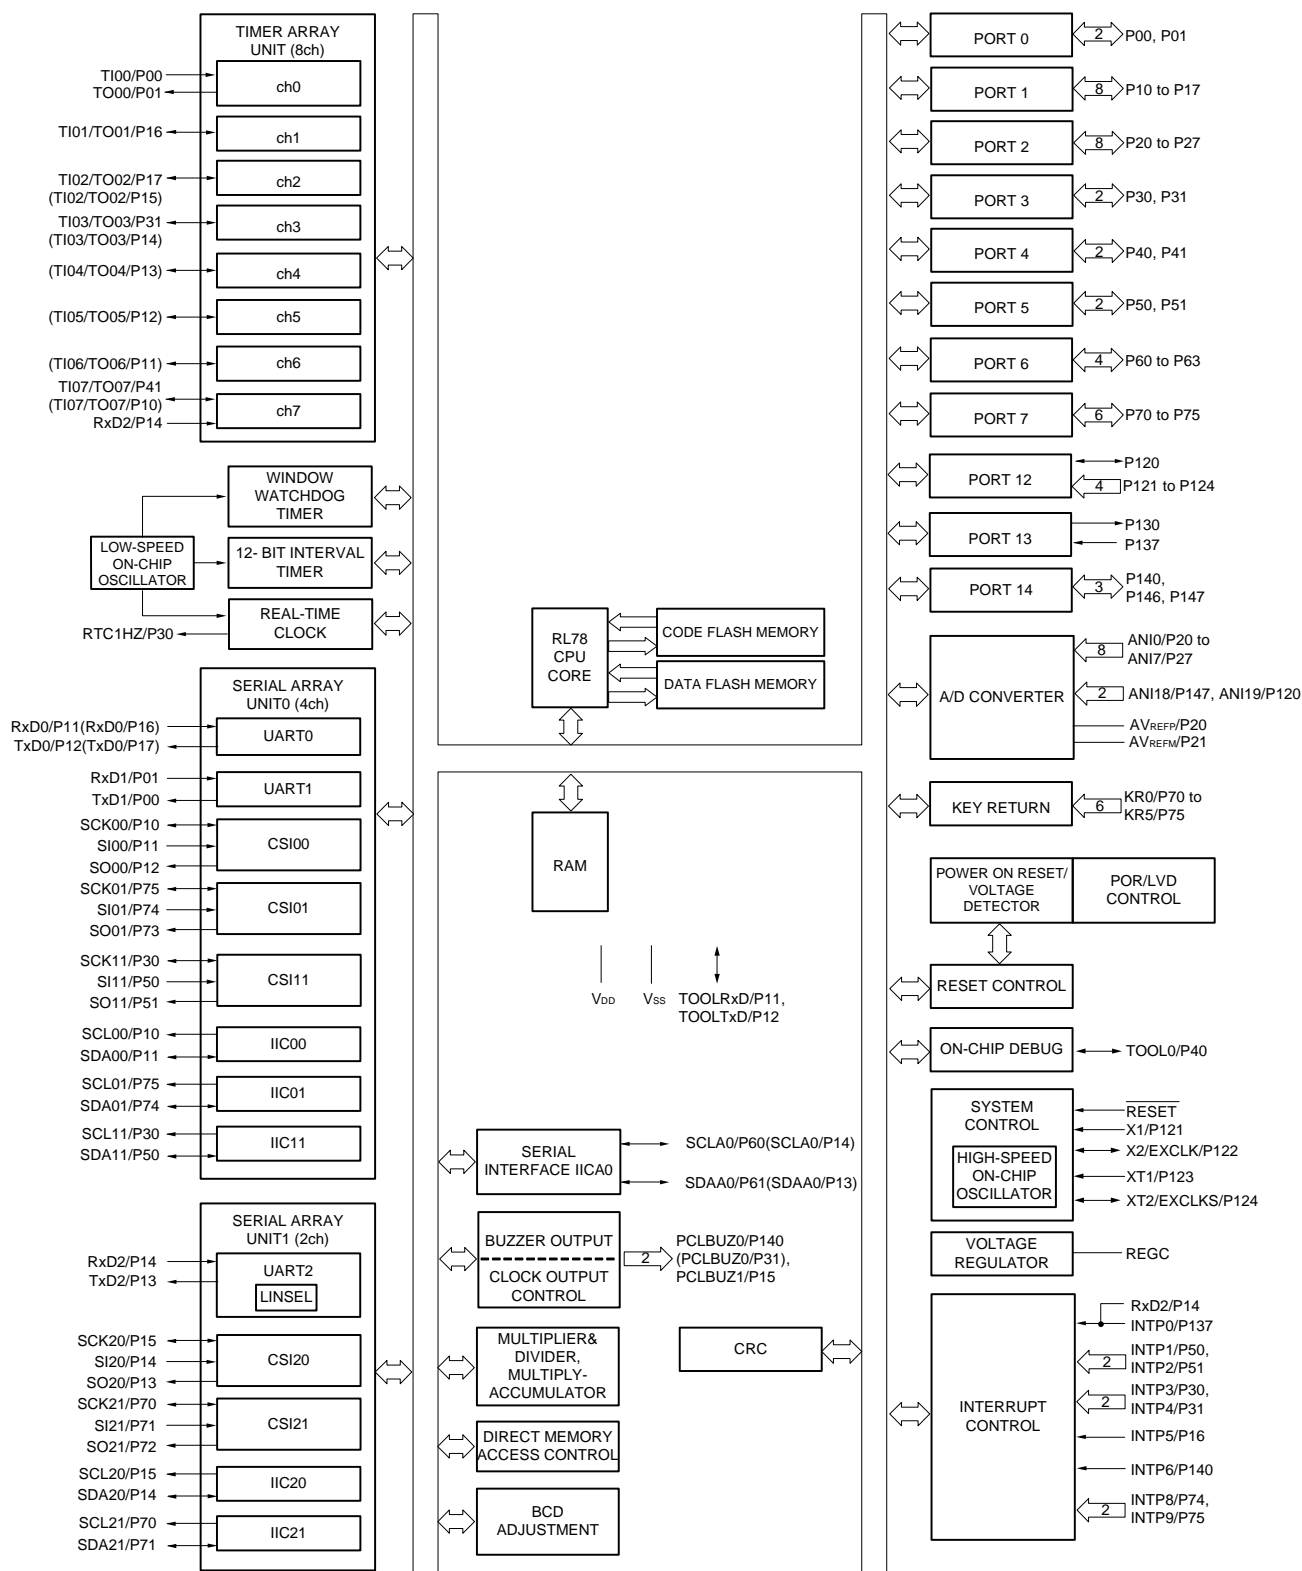 TIMER ARRAY
UNIT (8ch)
TI00/P00
TO00/P01
ch0
TI01/TO01/P16
ch1
TI02/TO02/P17
(TI02/TO02/P15)
ch2
TI03/TO03/P31
(TI03/TO03/P14)
ch3
(TI04/TO04/P13)
ch4
(TI05/TO05/P12)
ch5
(TI06/TO06/P11)
ch6
TI07/TO07/P41
(TI07/TO07/P10)
RxD2/P14
ch7
WINDOW
WATCHDOG
TIMER
LOW-SPEED
ON-CHIP
OSCILLATOR
12- BIT INTERVAL
TIMER
REAL-TIME
CLOCK
RTC1HZ/P30
SERIAL ARRAY
UNIT0 (4ch)
RxD0/P11(RxD0/P16)
TxD0/P12(TxD0/P17)
UART0
RxD1/P01
TxD1/P00
UART1
SCK00/P10
SI00/P11
SO00/P12
CSI00
SCK01/P75
SI01/P74
SO01/P73
CSI01
SCK11/P30
SI11/P50
SO11/P51
CSI11
SCL00/P10
SDA00/P11
IIC00
SCL01/P75
SDA01/P74
IIC01
SCL11/P30
SDA11/P50
IIC11
SERIAL ARRAY
UNIT1 (2ch)
RxD2/P14
TxD2/P13
UART2
LINSEL
SCK20/P15
SI20/P14
SO20/P13
CSI20
SCK21/P70
SI21/P71
SO21/P72
CSI21
SCL20/P15
SDA20/P14
IIC20
SCL21/P70
SDA21/P71
IIC21
RL78
CPU
CORE
CODE FLASH MEMORY
DATA FLASH MEMORY
RAM
VDD
VSS
TOOLRxD/P11,
TOOLTxD/P12
SERIAL
INTERFACE IICA0
SCLA0/P60(SCLA0/P14)
SDAA0/P61(SDAA0/P13)
BUZZER OUTPUT
CLOCK OUTPUT
CONTROL
2
PCLBUZ0/P140
(PCLBUZ0/P31),
PCLBUZ1/P15
MULTIPLIER&
DIVIDER,
MULTIPLY-
ACCUMULATOR
CRC
DIRECT MEMORY
ACCESS CONTROL
BCD
ADJUSTMENT
PORT 0
2
P00, P01
PORT 1
8
P10 to P17
PORT 2
8
P20 to P27
PORT 3
2
P30, P31
PORT 4
2
P40, P41
PORT 5
2
P50, P51
PORT 6
4
P60 to P63
PORT 7
6
P70 to P75
PORT 12
P120
4
P121 to P124
PORT 13
P130
P137
PORT 14
3
P140,
P146, P147
A/D CONVERTER
8
ANI0/P20 to
ANI7/P27
2
ANI18/P147, ANI19/P120
AVREFP/P20
AVREFM/P21
KEY RETURN
6
KR0/P70 to
KR5/P75
POWER ON RESET/
VOLTAGE
DETECTOR
POR/LVD
CONTROL
RESET CONTROL
ON-CHIP DEBUG
TOOL0/P40
SYSTEM
CONTROL
HIGH-SPEED
ON-CHIP
OSCILLATOR
RESET
X1/P121
X2/EXCLK/P122
XT1/P123
XT2/EXCLKS/P124
VOLTAGE
REGULATOR
REGC
INTERRUPT
CONTROL
RxD2/P14
INTP0/P137
2
INTP1/P50,
INTP2/P51
2
INTP3/P30,
INTP4/P31
INTP5/P16
INTP6/P140
2
INTP8/P74,
INTP9/P75